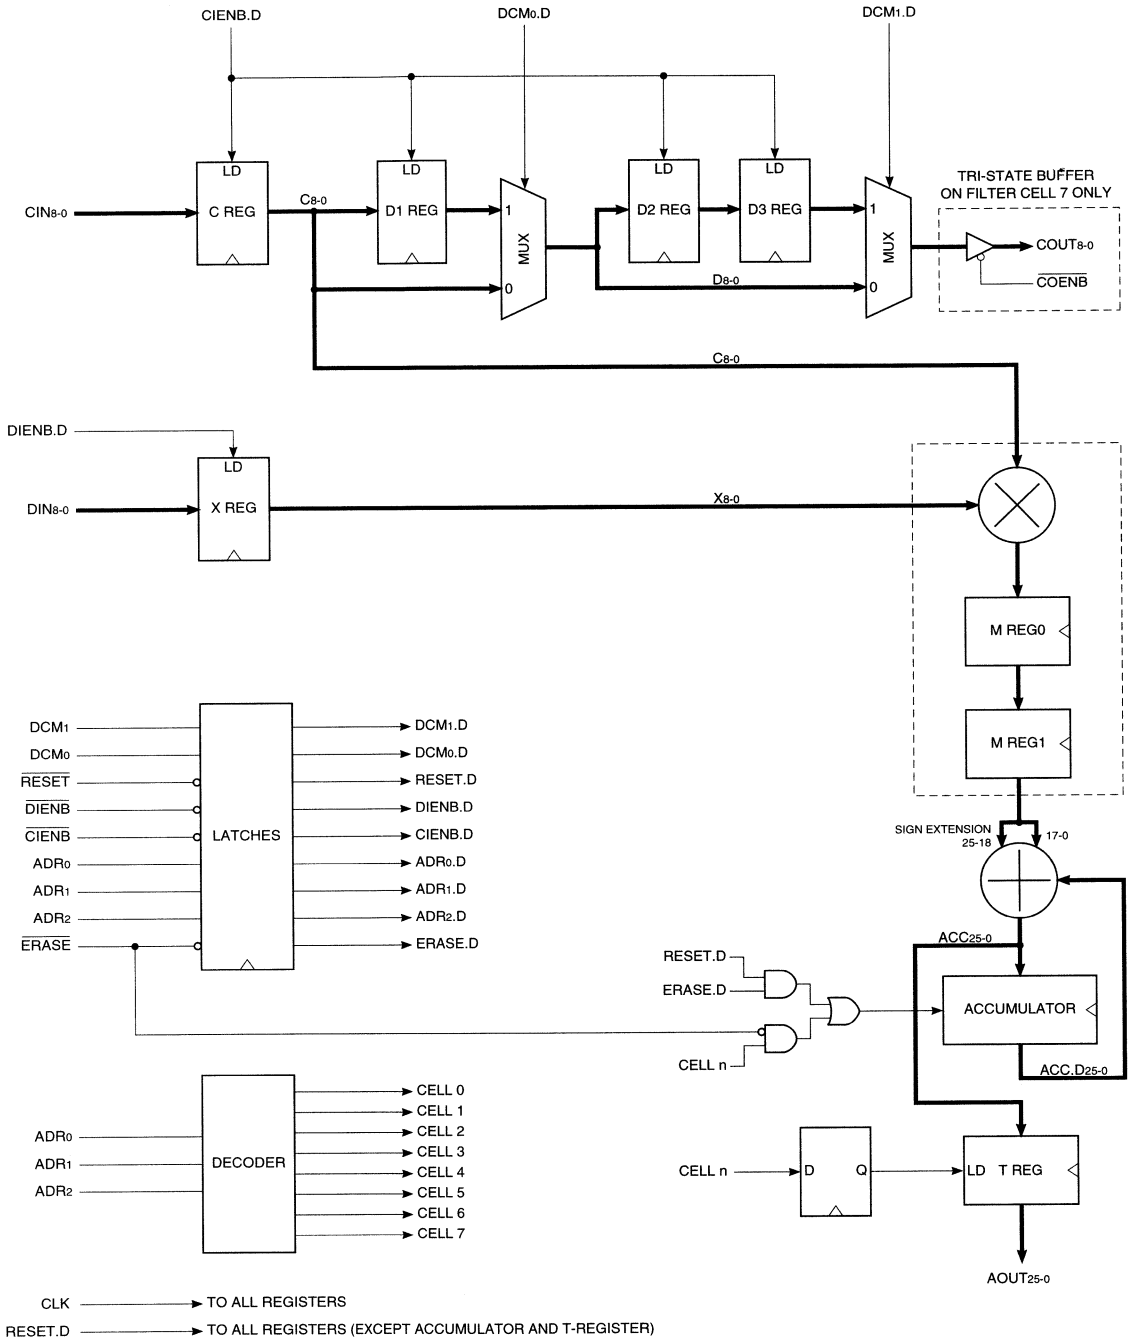 CIENB.D
DCM0.D
DCM1.D
TRI-STATE BUFFER
ON FILTER CELL 7 ONLY
LD
LD
LD
LD
CIN8-0
C REG
C8-0
D1 REG
1
MUX
0
D2 REG
D3 REG
1
MUX
0
COUT8-0
COENB
D8-0
C8-0
DIENB.D
LD
DIN8-0
X REG
X8-0
M REG0
M REG1
DCM1
DCM0
RESET
DIENB
CIENB
ADR0
ADR1
ADR2
ERASE
LATCHES
DCM1.D
DCM0.D
RESET.D
DIENB.D
CIENB.D
ADR0.D
ADR1.D
ADR2.D
ERASE.D
SIGN EXTENSION
25-18
17-0
ACC25-0
RESET.D
ERASE.D
CELL n
ACCUMULATOR
ACC.D25-0
ADR0
ADR1
ADR2
DECODER
CELL 0
CELL 1
CELL 2
CELL 3
CELL 4
CELL 5
CELL 6
CELL 7
CELL n
D
Q
LD
T REG
AOUT25-0
CLK
TO ALL REGISTERS
RESET.D
TO ALL REGISTERS (EXCEPT ACCUMULATOR AND T-REGISTER)